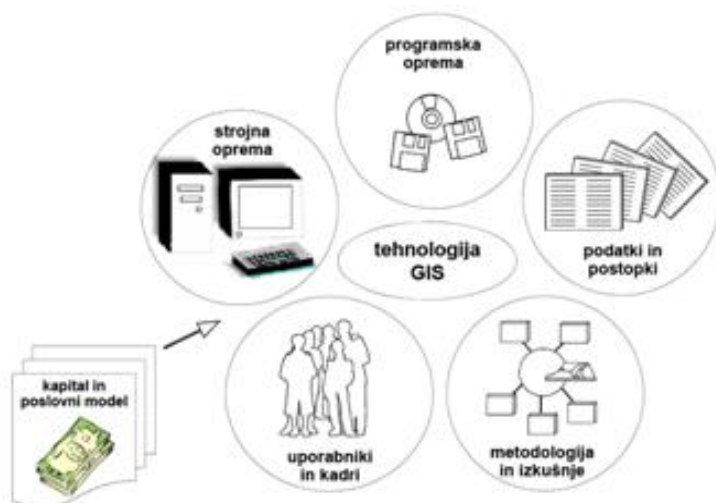 programska
oprema
strojna
oprema
podatki in
postopki
tehnologija
GIS
kapital in
poslovni model
uporabniki
in kadri
metodologija
in izkušnje